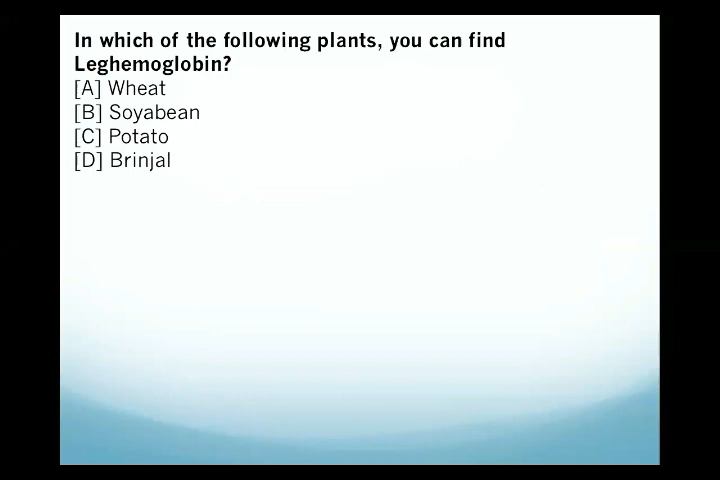 In which of the following plants, you can find
Leghemoglobin?
[A] Wheat
[B] Soyabean
[C] Potato
[D] Brinjal